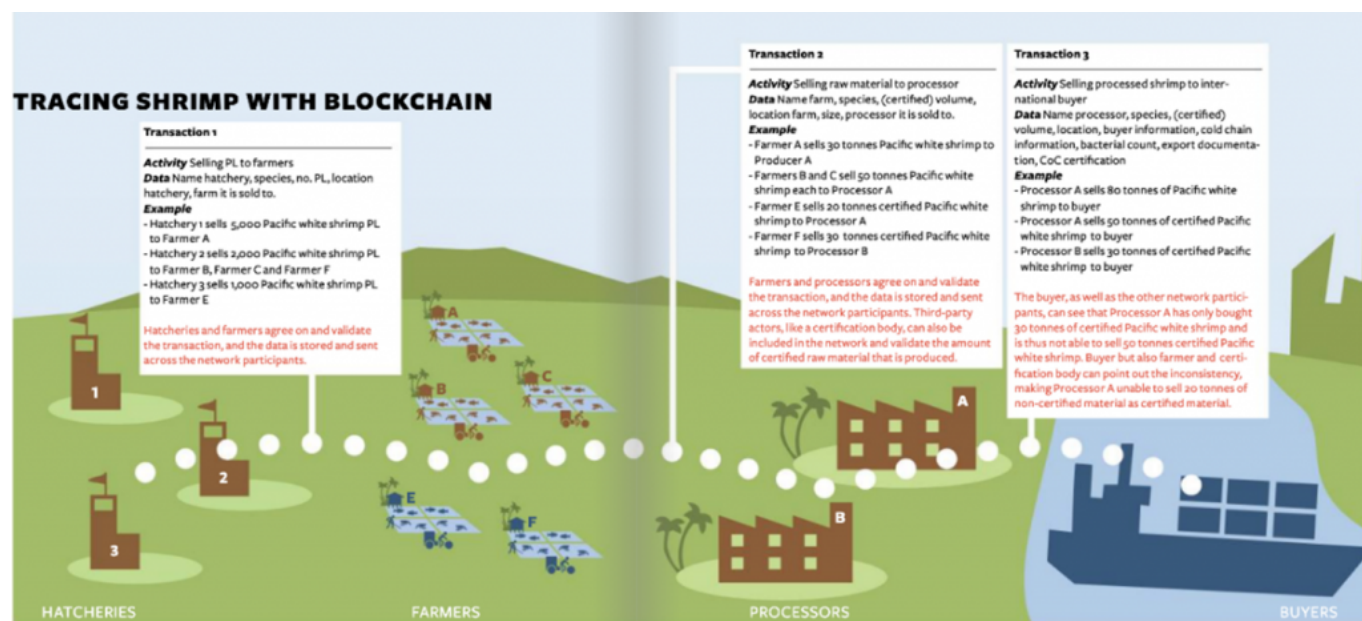 TRACING SHRIMP WITH BLOCKCHAIN
Transaction 1
Activity Selling PL to farmers
Data Name hatchery, species, no. PL, location
hatchery, farm it is sold to.
Example
- Hatchery 1 sells 5,000 Pacific white shrimp PL
to Farmer A
- Hatchery 2 sells 2,000 Pacific white shrimp PL
to Farmer B, Farmer C and Farmer F
- Hatchery 3 sells 1,000 Pacific white shrimp PL
to Farmer E
Hatcheries and farmers agree on and validate
the transaction, and the data is stored and sent
across the network participants.
Transaction 2
Activity Selling raw material to processor
Data Name farm, species, (certified) volume,
location farm, size, processor it is sold to.
Example
- Farmer A sells 30 tonnes Pacific white shrimp to
Producer A
- Farmers B and C sell 50 tonnes Pacific white
shrimp each to Processor A
- Farmer E sells 20 tonnes certified Pacific white
shrimp to Processor A
- Farmer F sells 30 tonnes certified Pacific white
shrimp to Processor B
Farmers and processors agree on and validate
the transaction, and the data is stored and sent
across the network participants. Third-party
actors, like a certification body, can also be
included in the network and validate the amount
of certified raw material that is produced.
Transaction 3
Activity Selling processed shrimp to inter-
national buyer
Data Name processor, species, (certified)
volume, location, buyer information, cold chain
information, bacterial count, export documenta-
tion, CoC certification
Example
- Processor A sells 80 tonnes of Pacific white
shrimp to buyer
- Processor A sells 50 tonnes of certified Pacific
white shrimp to buyer
- Processor B sells 30 tonnes of certified Pacific
white shrimp to buyer
The buyer, as well as the other network partici-
pants, can see that Processor A has only bought
30 tonnes of certified Pacific white shrimp and
is thus not able to sell 50 tonnes certified Pacific
white shrimp. Buyer but also farmer and certi-
fication body can point out the inconsistency,
making Processor A unable to sell 20 tonnes of
non-certified material as certified material.
1
2
3
A
B
C
E
F
A
B
HATCHERIES
FARMERS
PROCESSORS
BUYERS